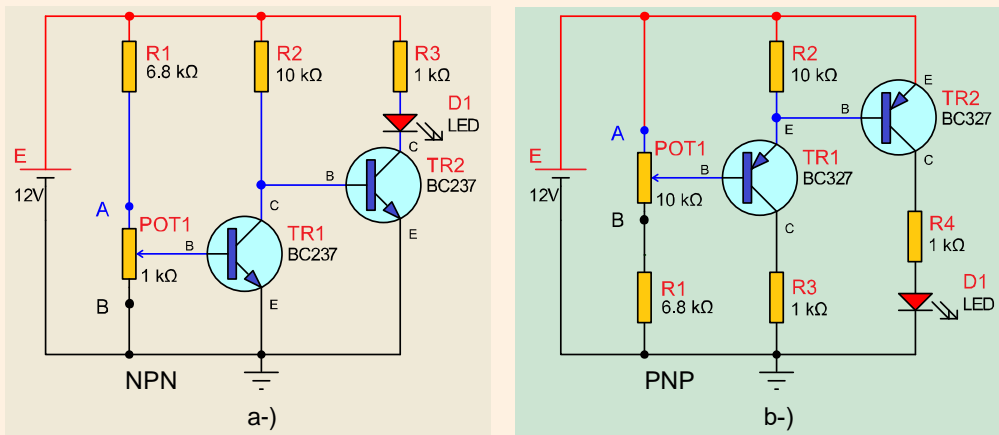 R1
6.8 kΩ
R2
10 kΩ
R3
1 kΩ
D1
LED
E
12V
A
POT1
1 kΩ
B
B
C
TR1
BC237
E
B
C
TR2
BC237
E
NPN
a-)
R2
10 kΩ
E
TR2
BC327
B
C
A
POT1
10 kΩ
B
B
E
TR1
BC327
C
E
12V
R4
1 kΩ
R1
6.8 kΩ
R3
1 kΩ
D1
LED
PNP
b-)